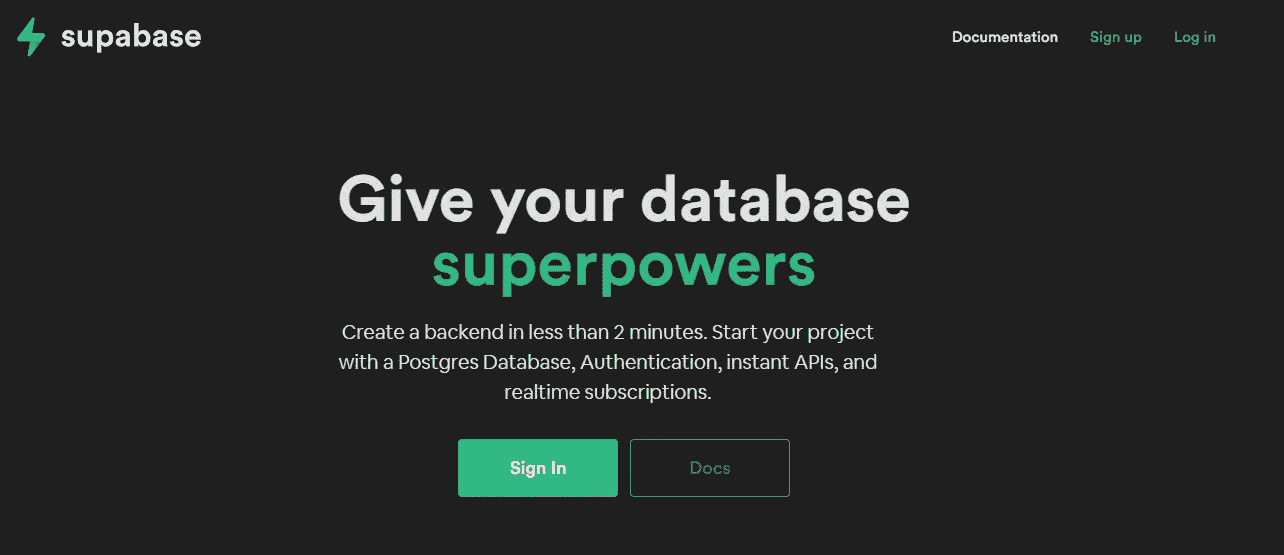 supabase
Documentation
Sign up
Log in
Give your database
superpowers
Create a backend in less than 2 minutes. Start your project
with a Postgres Database, Authentication, instant APIs, and
realtime subscriptions.
Sign In
Docs